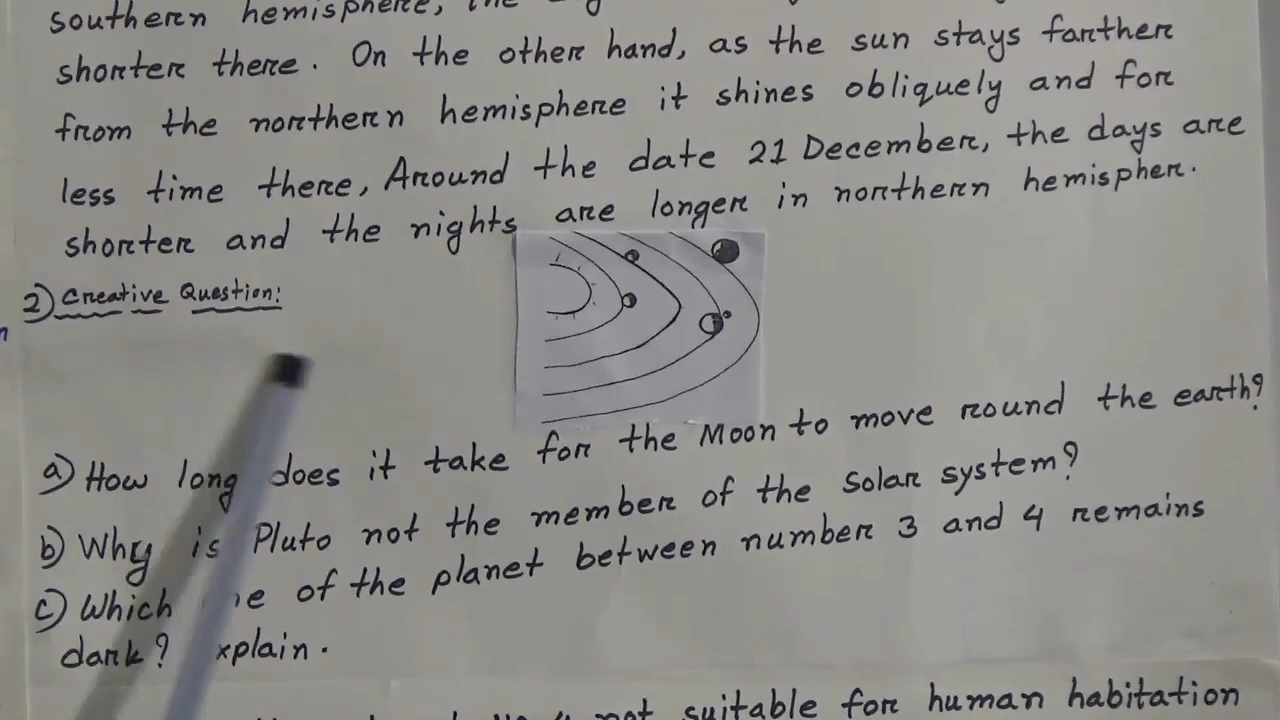 southern hemisphere, the
shorter there. On the other hand, as the sun stays farther
from the northern hemisphere it shines obliquely and for
less time there, Around the date 21 December, the days are
shorter and the nights are longer in northern hemispher.
2) Creative Question:
a) How long does it take for the Moon to move round the earth?
b) Why is Pluto not the member of the solar system?
c) Which of the planet between number 3 and 4 remains
dark? xplain.
not suitable for human habitation